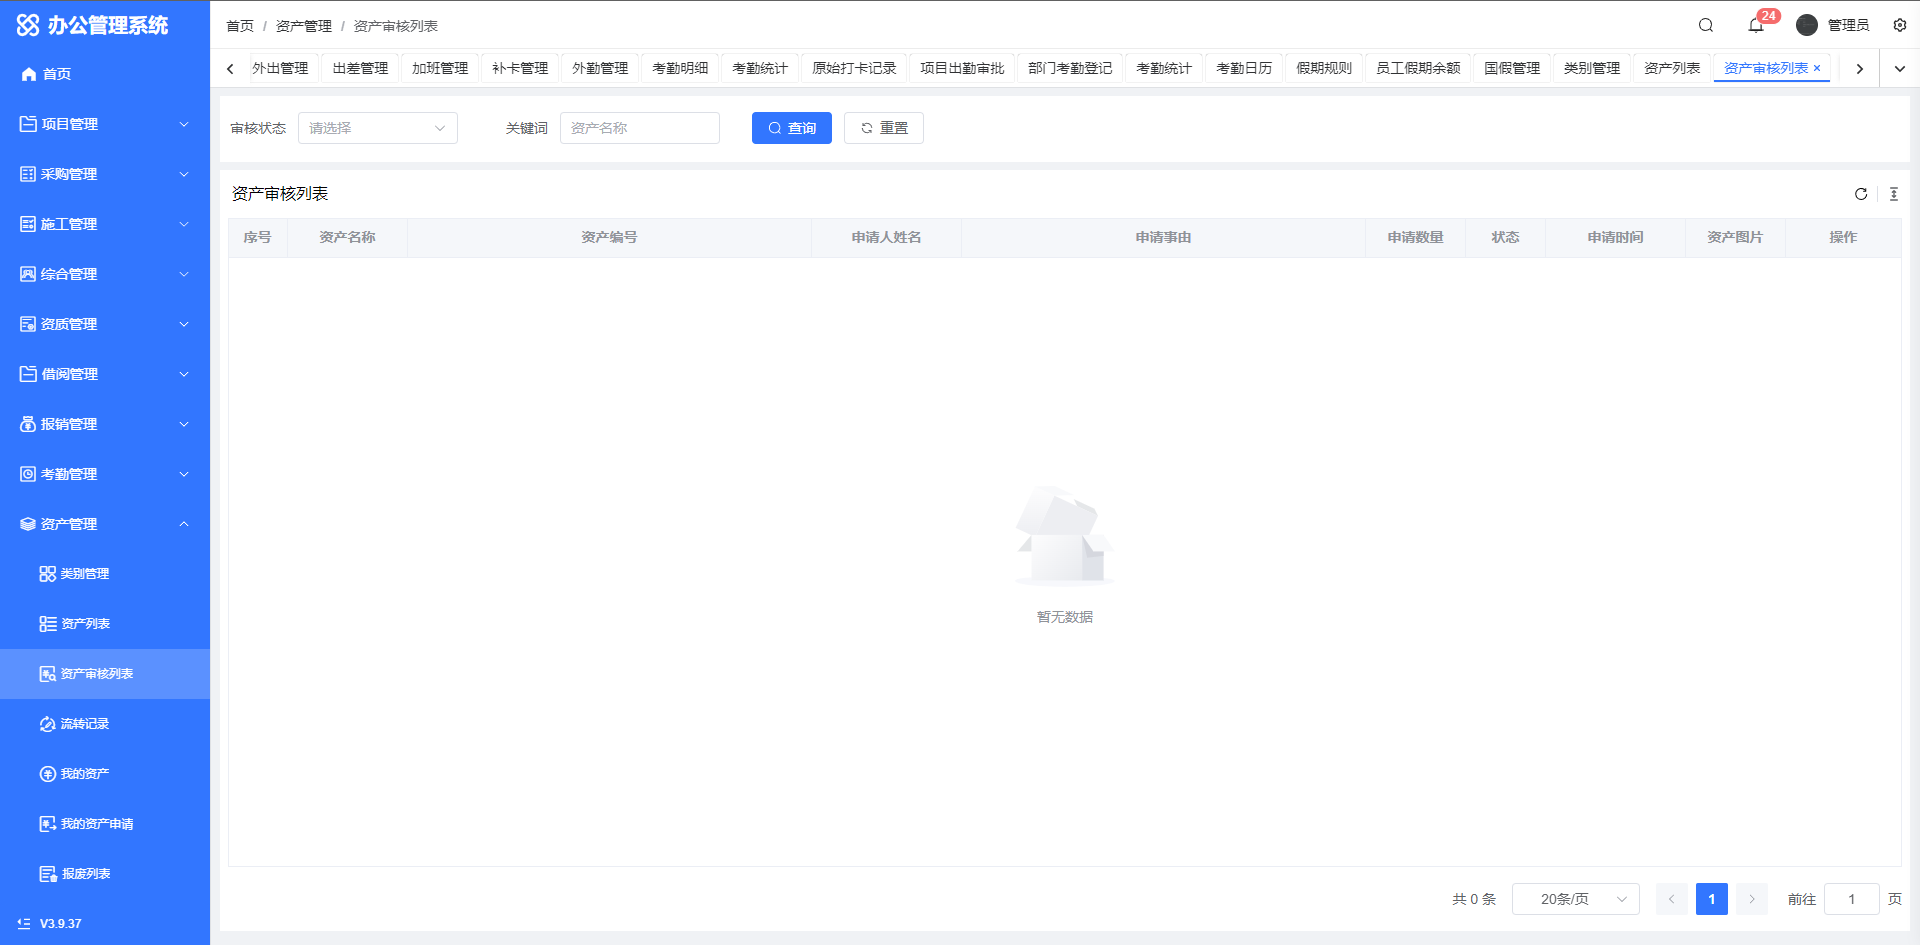 办公管理系统
首页 / 资产管理 / 资产审核列表
24
管理员
外出管理 出差管理 加班管理 补卡管理 外勤管理 考勤明细 考勤统计 原始打卡记录 项目出勤审批 部门考勤登记 考勤统计 考勤日历 假期规则 员工假期余额 国假管理 类别管理 资产列表 资产审核列表 ×
首页
项目管理
采购管理
施工管理
综合管理
资质管理
借阅管理
报销管理
考勤管理
资产管理
类别管理
资产列表
资产审核列表
流转记录
我的资产
我的资产申请
报废列表
V3.9.37
审核状态 请选择 关键词 资产名称 查询 重置
资产审核列表
序号 资产名称 资产编号 申请人姓名 申请事由 申请数量 状态 申请时间 资产图片 操作
暂无数据
共 0 条 20条/页 1 前往 1 页